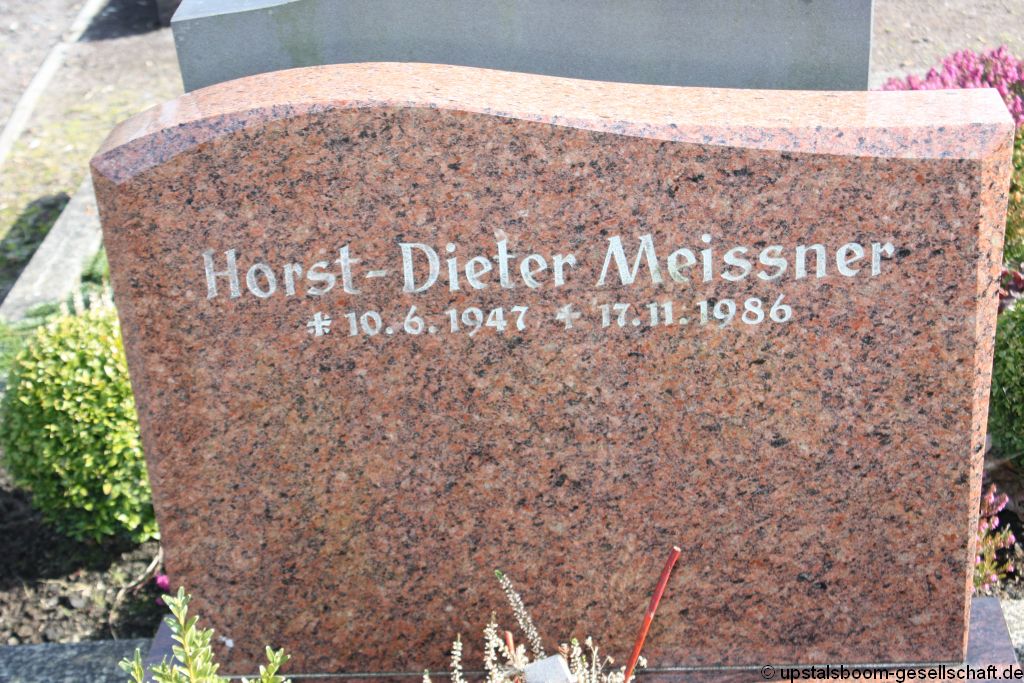 Horst-Dieter Meissner
* 10.6.1947 + 17.11.1986
© upstalsboom-gesellschaft.de